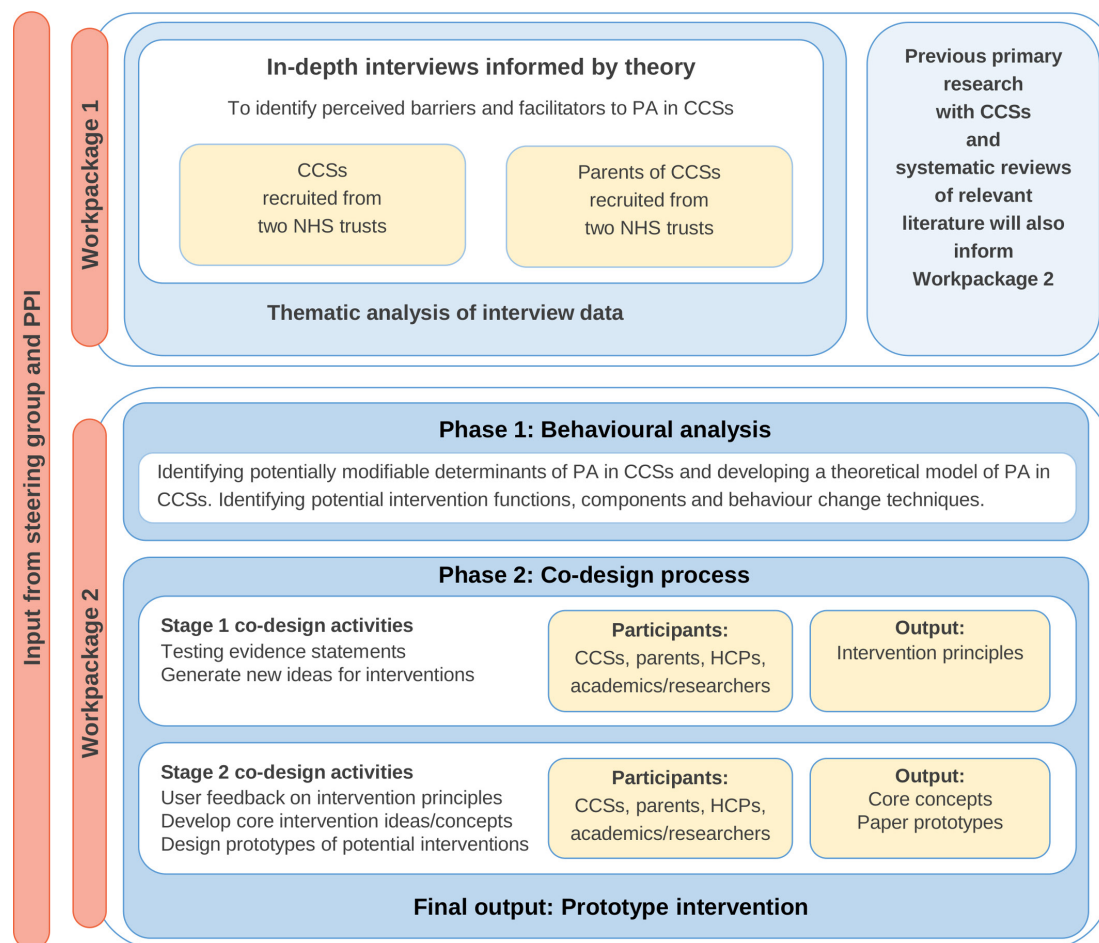 Input from steering group and PPI
Workpackage 1
In-depth interviews informed by theory
To identify perceived barriers and facilitators to PA in CCSs
CCSs
recruited from
two NHS trusts
Parents of CCSs
recruited from
two NHS trusts
Thematic analysis of interview data
Previous primary
research
with CCSs
and
systematic reviews
of relevant
literature will also
inform
Workpackage 2
Workpackage 2
Phase 1: Behavioural analysis
Identifying potentially modifiable determinants of PA in CCSs and developing a theoretical model of PA in
CCSs. Identifying potential intervention functions, components and behaviour change techniques.
Phase 2: Co-design process
Stage 1 co-design activities
Testing evidence statements
Generate new ideas for interventions
Participants:
CCSs, parents, HCPs,
academics/researchers
Output:
Intervention principles
Stage 2 co-design activities
User feedback on intervention principles
Develop core intervention ideas/concepts
Design prototypes of potential interventions
Participants:
CCSs, parents, HCPs,
academics/researchers
Output:
Core concepts
Paper prototypes
Final output: Prototype intervention